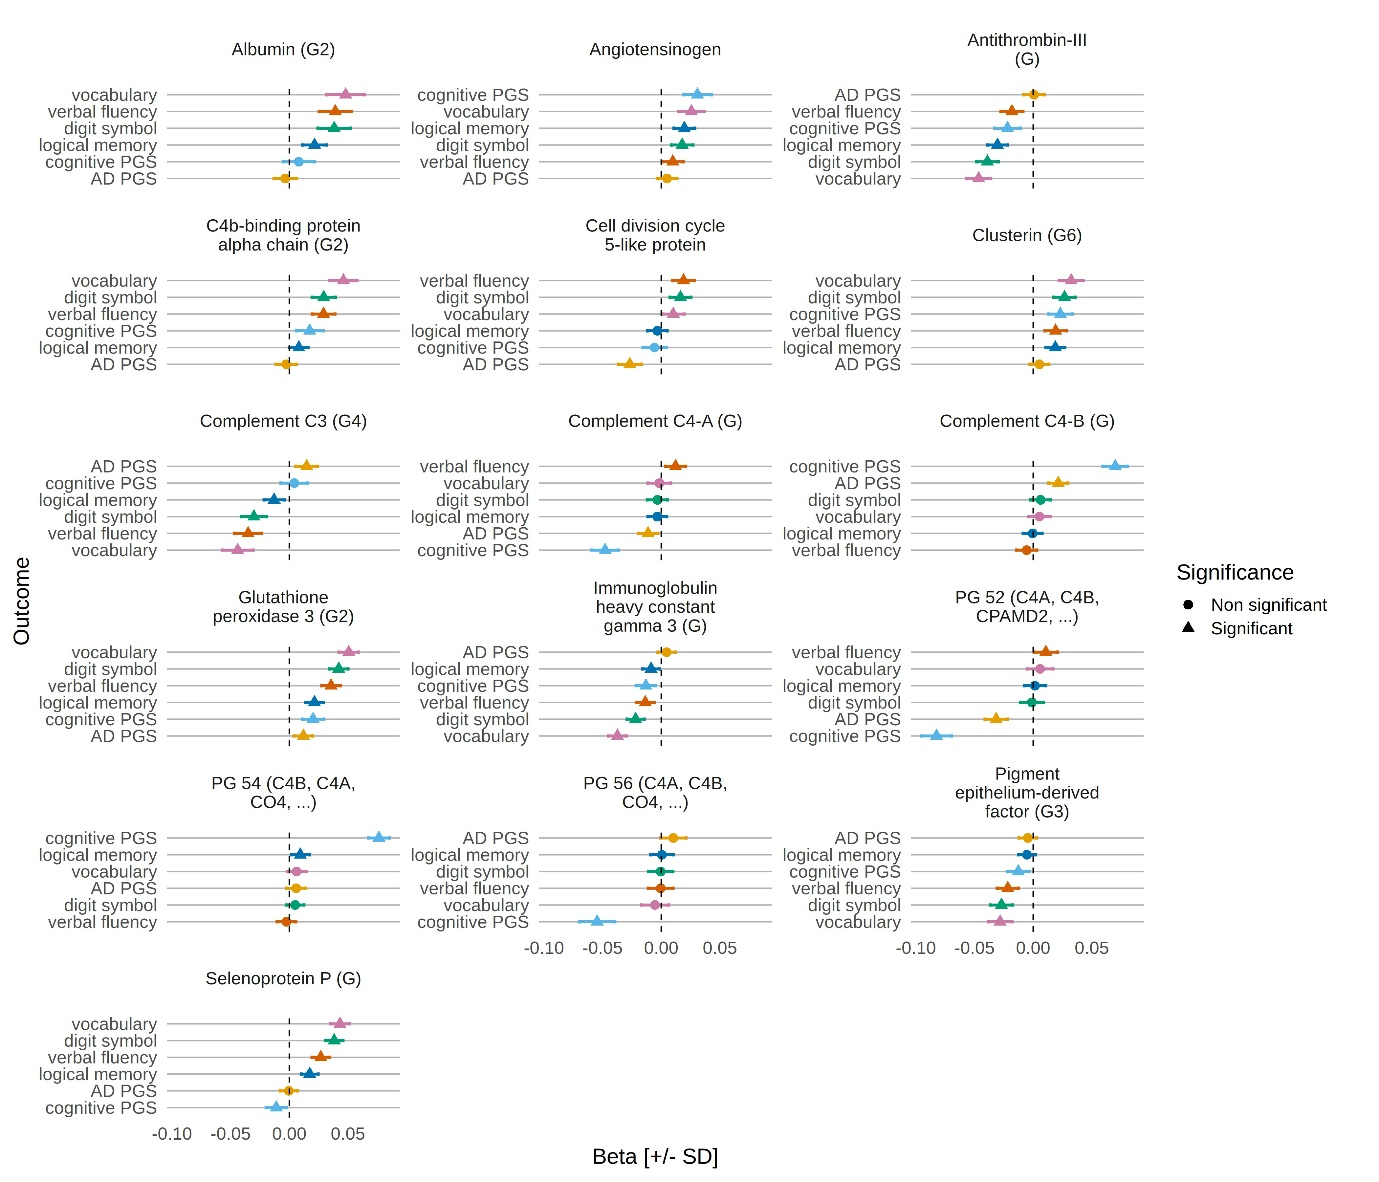 Albumin (G2)
vocabulary
verbal fluency
digit symbol
logical memory
cognitive PGS
AD PGS
Angiotensinogen
cognitive PGS
vocabulary
logical memory
digit symbol
verbal fluency
AD PGS
Antithrombin-III
(G)
AD PGS
verbal fluency
cognitive PGS
logical memory
digit symbol
vocabulary
C4b-binding protein
alpha chain (G2)
vocabulary
digit symbol
verbal fluency
cognitive PGS
logical memory
AD PGS
Cell division cycle
5-like protein
verbal fluency
digit symbol
vocabulary
logical memory
cognitive PGS
AD PGS
Clusterin (G6)
vocabulary
digit symbol
cognitive PGS
verbal fluency
logical memory
AD PGS
Complement C3 (G4)
AD PGS
cognitive PGS
logical memory
digit symbol
verbal fluency
vocabulary
Complement C4-A (G)
verbal fluency
vocabulary
digit symbol
logical memory
AD PGS
cognitive PGS
Complement C4-B (G)
cognitive PGS
AD PGS
digit symbol
vocabulary
logical memory
verbal fluency
Glutathione
peroxidase 3 (G2)
vocabulary
digit symbol
verbal fluency
logical memory
cognitive PGS
AD PGS
Immunoglobulin
heavy constant
gamma 3 (G)
AD PGS
logical memory
cognitive PGS
verbal fluency
digit symbol
vocabulary
PG 52 (C4A, C4B,
CPAMD2, ...)
verbal fluency
vocabulary
logical memory
digit symbol
AD PGS
cognitive PGS
PG 54 (C4B, C4A,
CO4, ...)
cognitive PGS
logical memory
vocabulary
AD PGS
digit symbol
verbal fluency
PG 56 (C4A, C4B,
CO4, ...)
AD PGS
logical memory
digit symbol
verbal fluency
vocabulary
cognitive PGS
-0.10 -0.05 0.00 0.05
Pigment
epithelium-derived
factor (G3)
AD PGS
logical memory
cognitive PGS
verbal fluency
digit symbol
vocabulary
-0.10 -0.05 0.00 0.05
Selenoprotein P (G)
vocabulary
digit symbol
verbal fluency
logical memory
AD PGS
cognitive PGS
-0.10 -0.05 0.00 0.05
Outcome
Beta [+/- SD]
Significance
Non significant
Significant